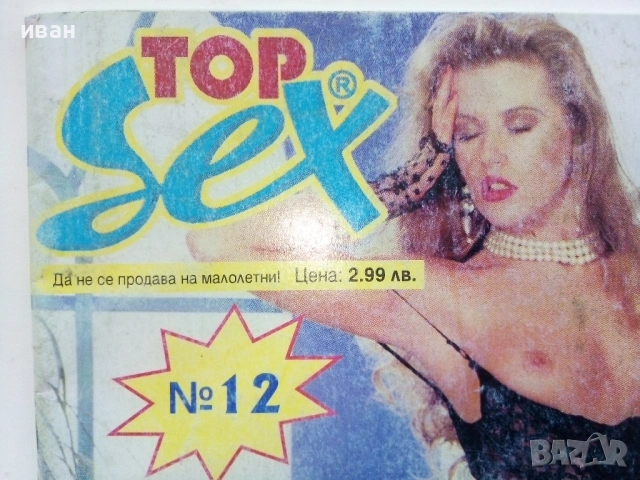 иван
TOP
Sex®
Да не се продава на малолетни! Цена: 2.99 лв.
№12
BAZAR